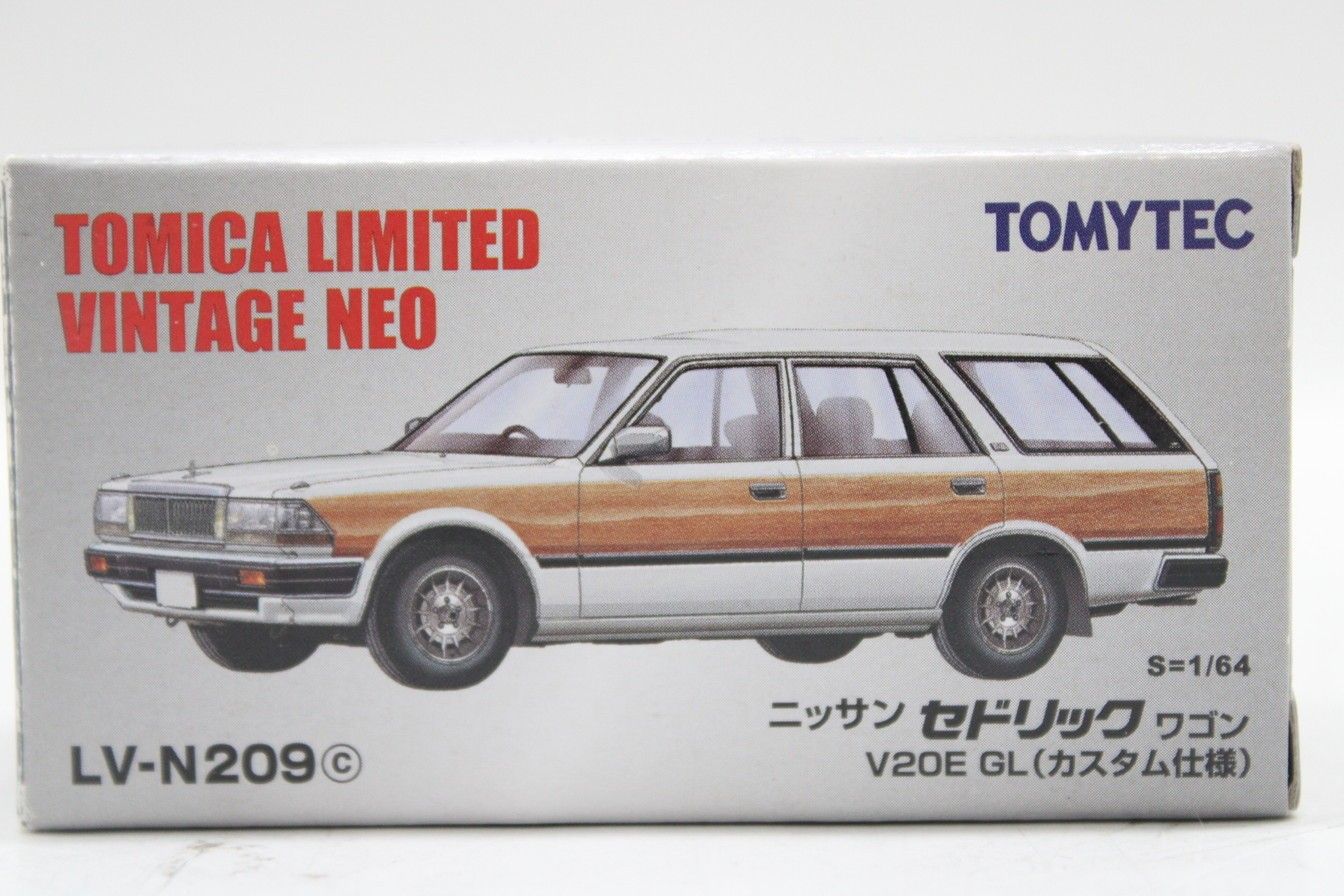 TOMICA LIMITED
VINTAGE NEO
TOMYTEC
S=1/64
ニッサン セドリック ワゴン
V20E GL(カスタム仕様)
LV-N209ⓒ